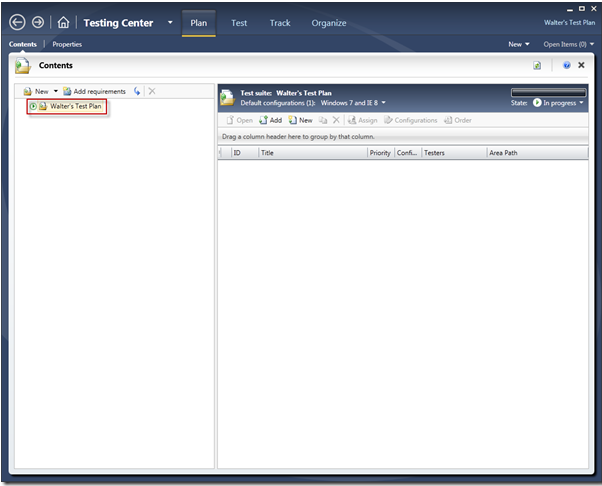 Testing Center Plan Test Track Organize Walter's Test Plan
Contents Properties New Open Items (0)
Contents
New Add requirements
Walter's Test Plan
Test suite: Walter's Test Plan
Default configurations (1): Windows 7 and IE 8 State: In progress
Open Add New Assign Configurations Order
Drag a column header here to group by that column.
ID Title Priority Confi... Testers Area Path